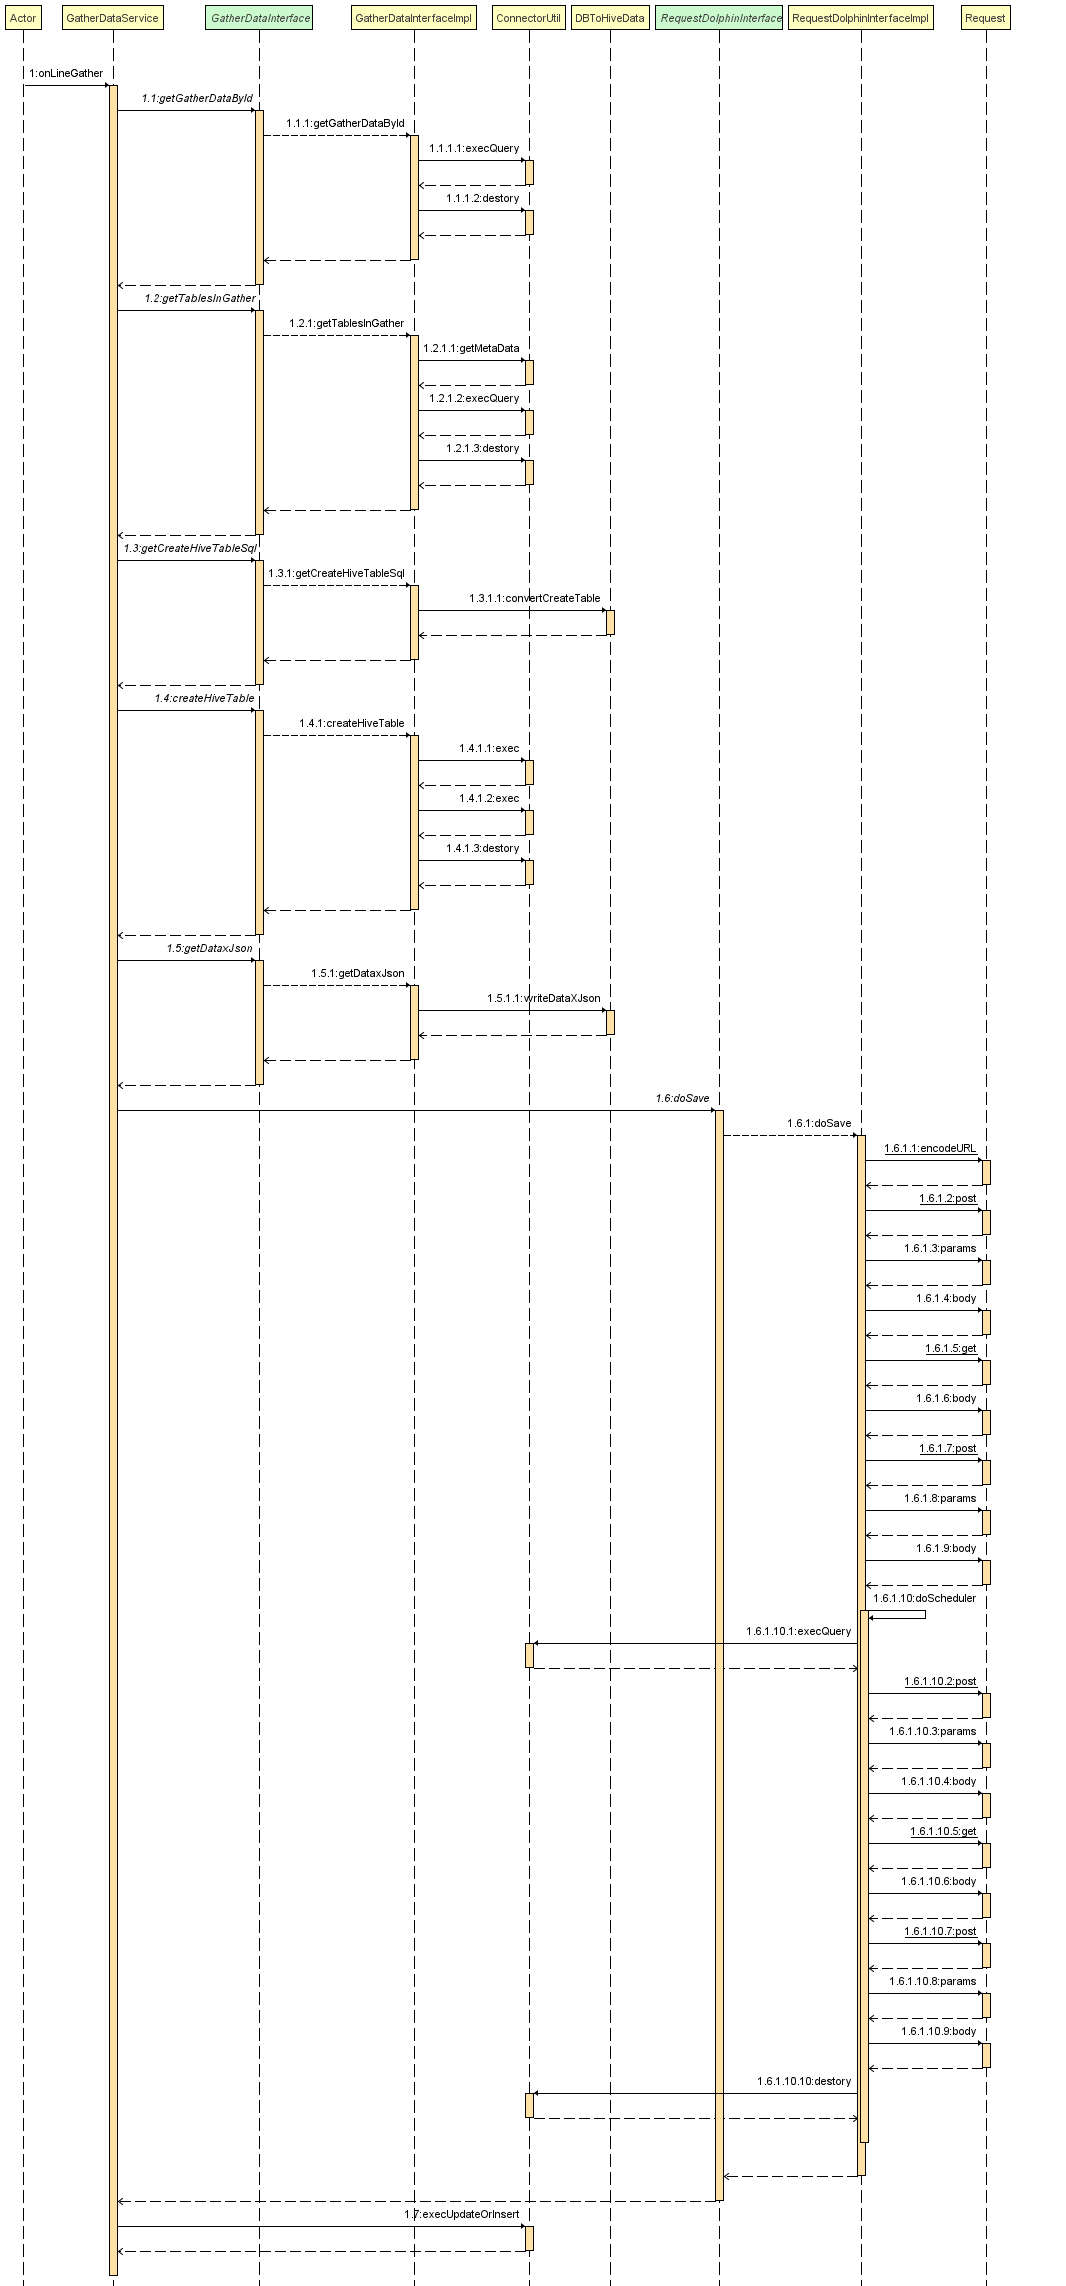 Actor
GatherDataService
GatherDataInterface
GatherDataInterfaceImpl
ConnectorUtil
DBToHiveData
RequestDolphinInterface
RequestDolphinInterfaceImpl
Request
1:onLineGather
1.1:getGatherDataById
1.1.1:getGatherDataById
1.1.1.1:execQuery
1.1.1.2:destory
1.2:getTablesInGather
1.2.1:getTablesInGather
1.2.1.1:getMetaData
1.2.1.2:execQuery
1.2.1.3:destory
1.3:getCreateHiveTableSql
1.3.1:getCreateHiveTableSql
1.3.1.1:convertCreateTable
1.4:createHiveTable
1.4.1:createHiveTable
1.4.1.1:exec
1.4.1.2:exec
1.4.1.3:destory
1.5:getDataxJson
1.5.1:getDataxJson
1.5.1.1:writeDataXJson
1.6:doSave
1.6.1:doSave
1.6.1.1:encodeURL
1.6.1.2:post
1.6.1.3:params
1.6.1.4:body
1.6.1.5:get
1.6.1.6:body
1.6.1.7:post
1.6.1.8:params
1.6.1.9:body
1.6.1.10:doScheduler
1.6.1.10.1:execQuery
1.6.1.10.2:post
1.6.1.10.3:params
1.6.1.10.4:body
1.6.1.10.5:get
1.6.1.10.6:body
1.6.1.10.7:post
1.6.1.10.8:params
1.6.1.10.9:body
1.6.1.10.10:destory
1.7:execUpdateOrInsert